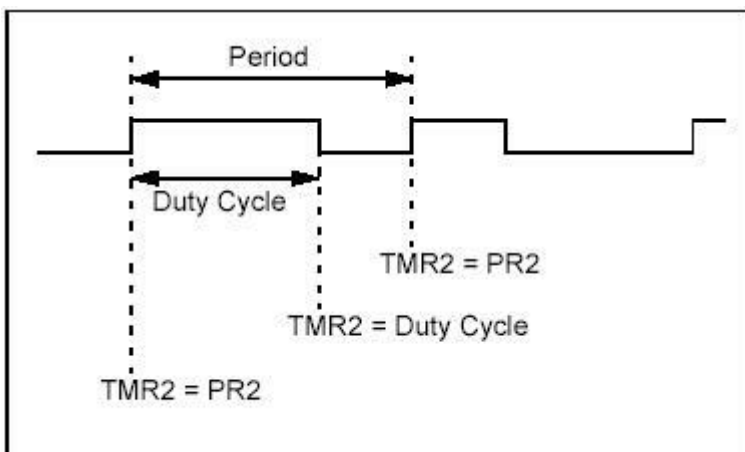 Period
Duty Cycle
TMR2 = PR2
TMR2 = Duty Cycle
TMR2 = PR2